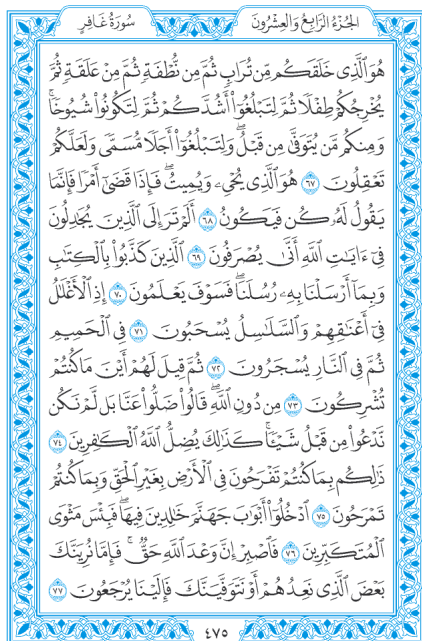 الجُزءُ الرَّابِعُ وَالعِشْرُونَ
سُورَةُ غَافِرٍ
هُوَ ٱلَّذِى خَلَقَكُم مِّن تُرَابٍ ثُمَّ مِن نُّطْفَةٍ ثُمَّ مِنْ عَلَقَةٍ ثُمَّ
يُخْرِجُكُمْ طِفْلًا ثُمَّ لِتَبْلُغُوٓا۟ أَشُدَّكُمْ ثُمَّ لِتَكُونُوا۟ شُيُوخًا ۚ
وَمِنكُم مَّن يُتَوَفَّىٰ مِن قَبْلُ ۖ وَلِتَبْلُغُوٓا۟ أَجَلًا مُّسَمًّى وَلَعَلَّكُمْ
تَعْقِلُونَ ٦٧ هُوَ ٱلَّذِى يُحْىِۦ وَيُمِيتُ ۖ فَإِذَا قَضَىٰٓ أَمْرًا فَإِنَّمَا
يَقُولُ لَهُۥ كُن فَيَكُونُ ٦٨ أَلَمْ تَرَ إِلَى ٱلَّذِينَ يُجَـٰدِلُونَ
فِىٓ ءَايَـٰتِ ٱللَّهِ أَنَّىٰ يُصْرَفُونَ ٦٩ ٱلَّذِينَ كَذَّبُوا۟ بِٱلْكِتَـٰبِ
وَبِمَآ أَرْسَلْنَا بِهِۦ رُسُلَنَا ۖ فَسَوْفَ يَعْلَمُونَ ٧٠ إِذِ ٱلْأَغْلَـٰلُ
فِىٓ أَعْنَـٰقِهِمْ وَٱلسَّلَـٰسِلُ يُسْحَبُونَ ٧١ فِى ٱلْحَمِيمِ
ثُمَّ فِى ٱلنَّارِ يُسْجَرُونَ ٧٢ ثُمَّ قِيلَ لَهُمْ أَيْنَ مَا كُنتُمْ
تُشْرِكُونَ ٧٣ مِن دُونِ ٱللَّهِ ۖ قَالُوا۟ ضَلُّوا۟ عَنَّا بَل لَّمْ نَكُن
نَّدْعُوا۟ مِن قَبْلُ شَيْـًٔا ۚ كَذَٰلِكَ يُضِلُّ ٱللَّهُ ٱلْكَـٰفِرِينَ ٧٤
ذَٰلِكُم بِمَا كُنتُمْ تَفْرَحُونَ فِى ٱلْأَرْضِ بِغَيْرِ ٱلْحَقِّ وَبِمَا كُنتُمْ
تَمْرَحُونَ ٧٥ ٱدْخُلُوٓا۟ أَبْوَٰبَ جَهَنَّمَ خَـٰلِدِينَ فِيهَا ۖ فَبِئْسَ مَثْوَى
ٱلْمُتَكَبِّرِينَ ٧٦ فَٱصْبِرْ إِنَّ وَعْدَ ٱللَّهِ حَقٌّ ۚ فَإِمَّا نُرِيَنَّكَ
بَعْضَ ٱلَّذِى نَعِدُهُمْ أَوْ نَتَوَفَّيَنَّكَ فَإِلَيْنَا يُرْجَعُونَ ٧٧
٤٧٥